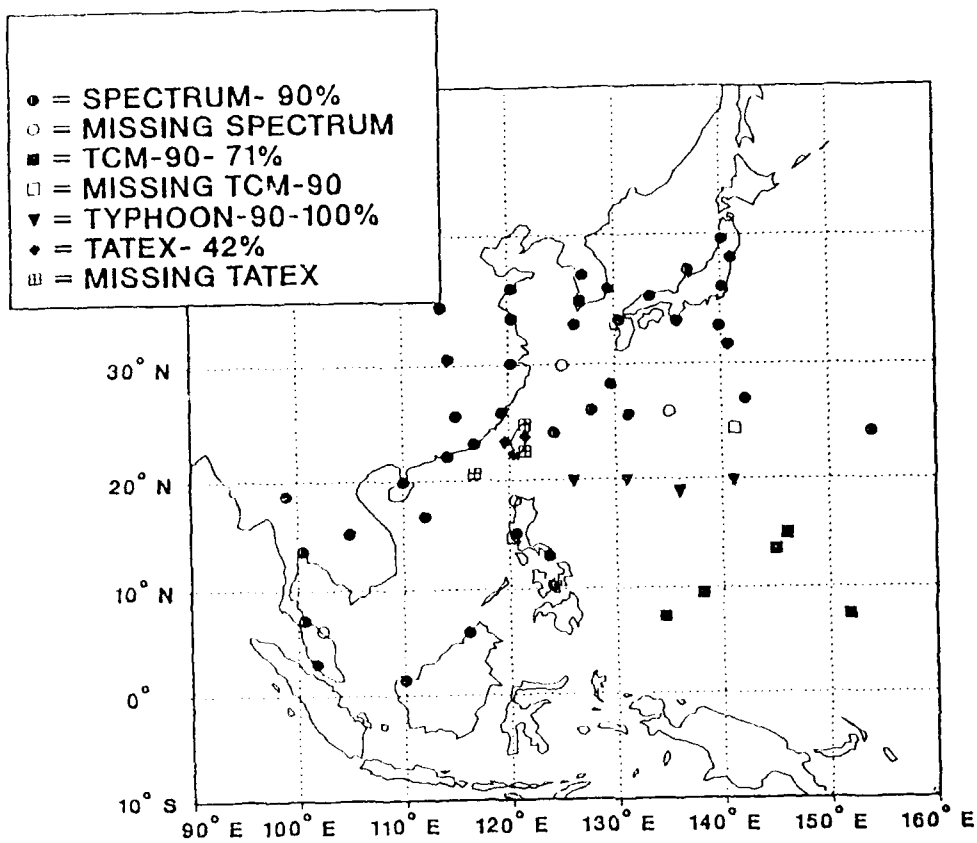 ● = SPECTRUM- 90%
○ = MISSING SPECTRUM
■ = TCM-90- 71%
□ = MISSING TCM-90
▼ = TYPHOON-90-100%
◆ = TATEX- 42%
⊞ = MISSING TATEX
30° N
20° N
10° N
0°
10° S
90° E 100° E 110° E 120° E 130° E 140° E 150° E 160° E